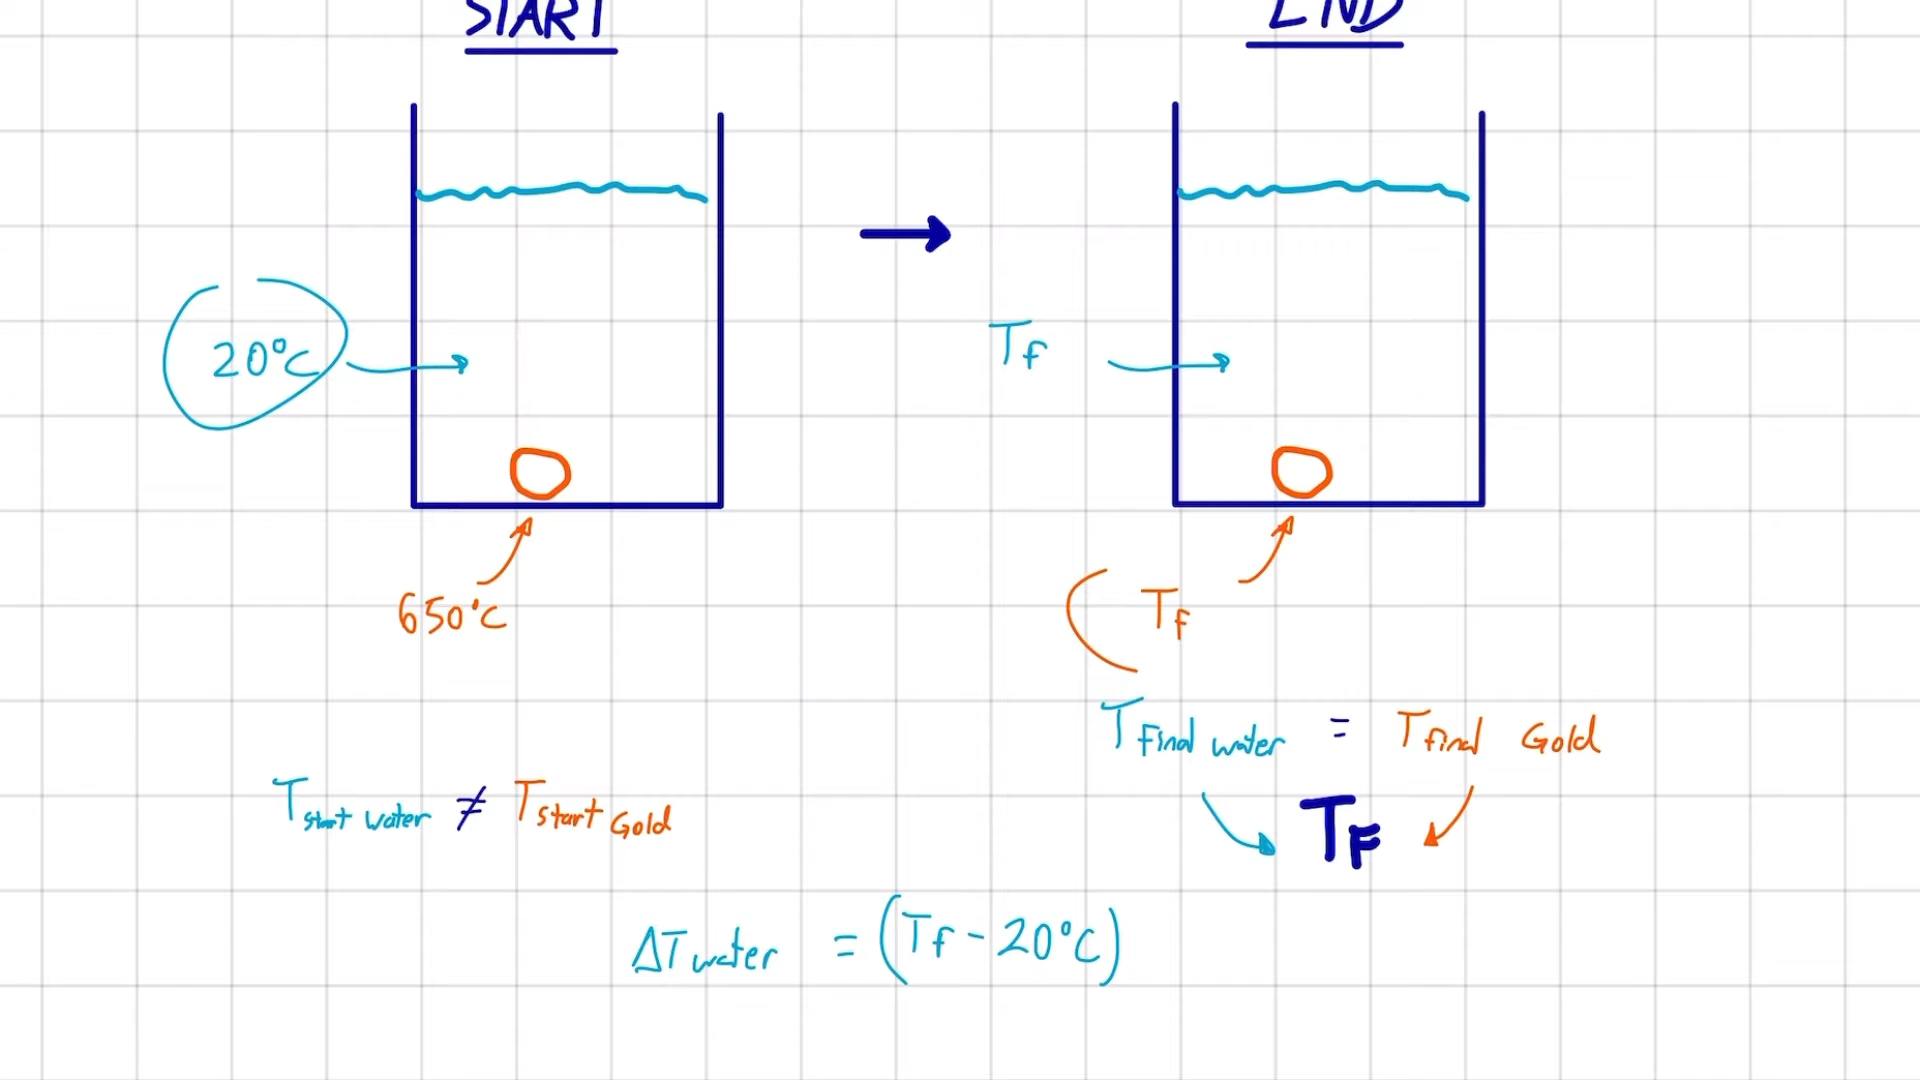 START
END
20°C
Tf
650°C
Tf
Tfinal water = Tfinal Gold
Tstart water ≠ Tstart Gold
TF
ΔTwater = (Tf - 20°C)